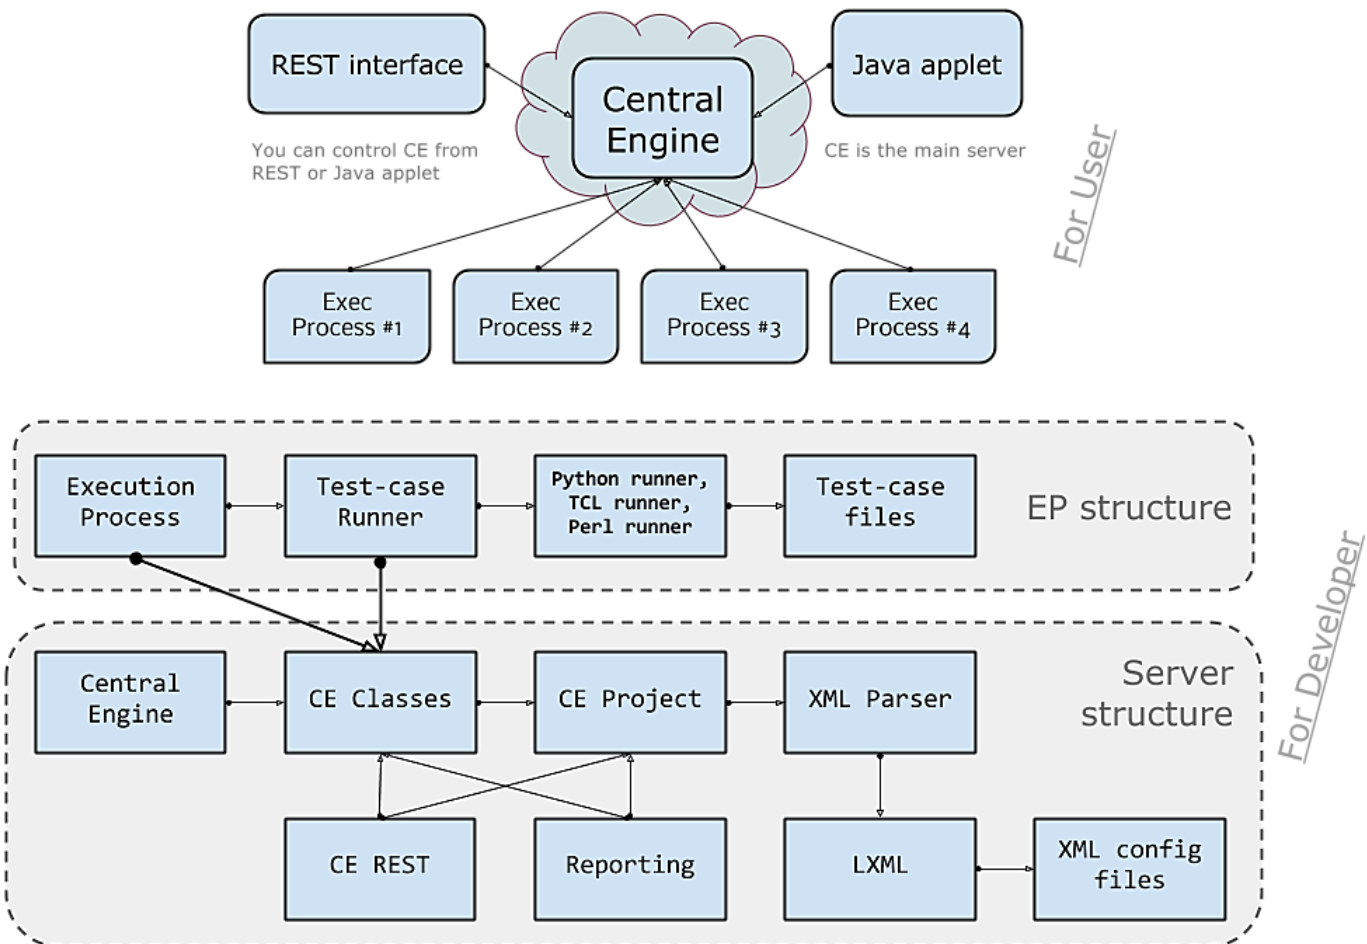 REST interface
Central
Engine
Java applet
You can control CE from
REST or Java applet
CE is the main server
For User
Exec
Process #1
Exec
Process #2
Exec
Process #3
Exec
Process #4
Execution
Process
Test-case
Runner
Python runner,
TCL runner,
Perl runner
Test-case
files
EP structure
For Developer
Central
Engine
CE Classes
CE Project
XML Parser
Server
structure
CE REST
Reporting
LXML
XML config
files